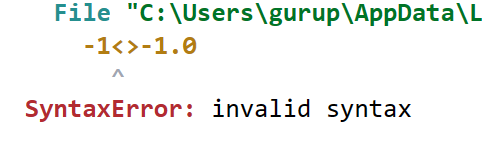 File "C:\Users\gurup\AppData\L
-1<>-1.0
^
SyntaxError: invalid syntax